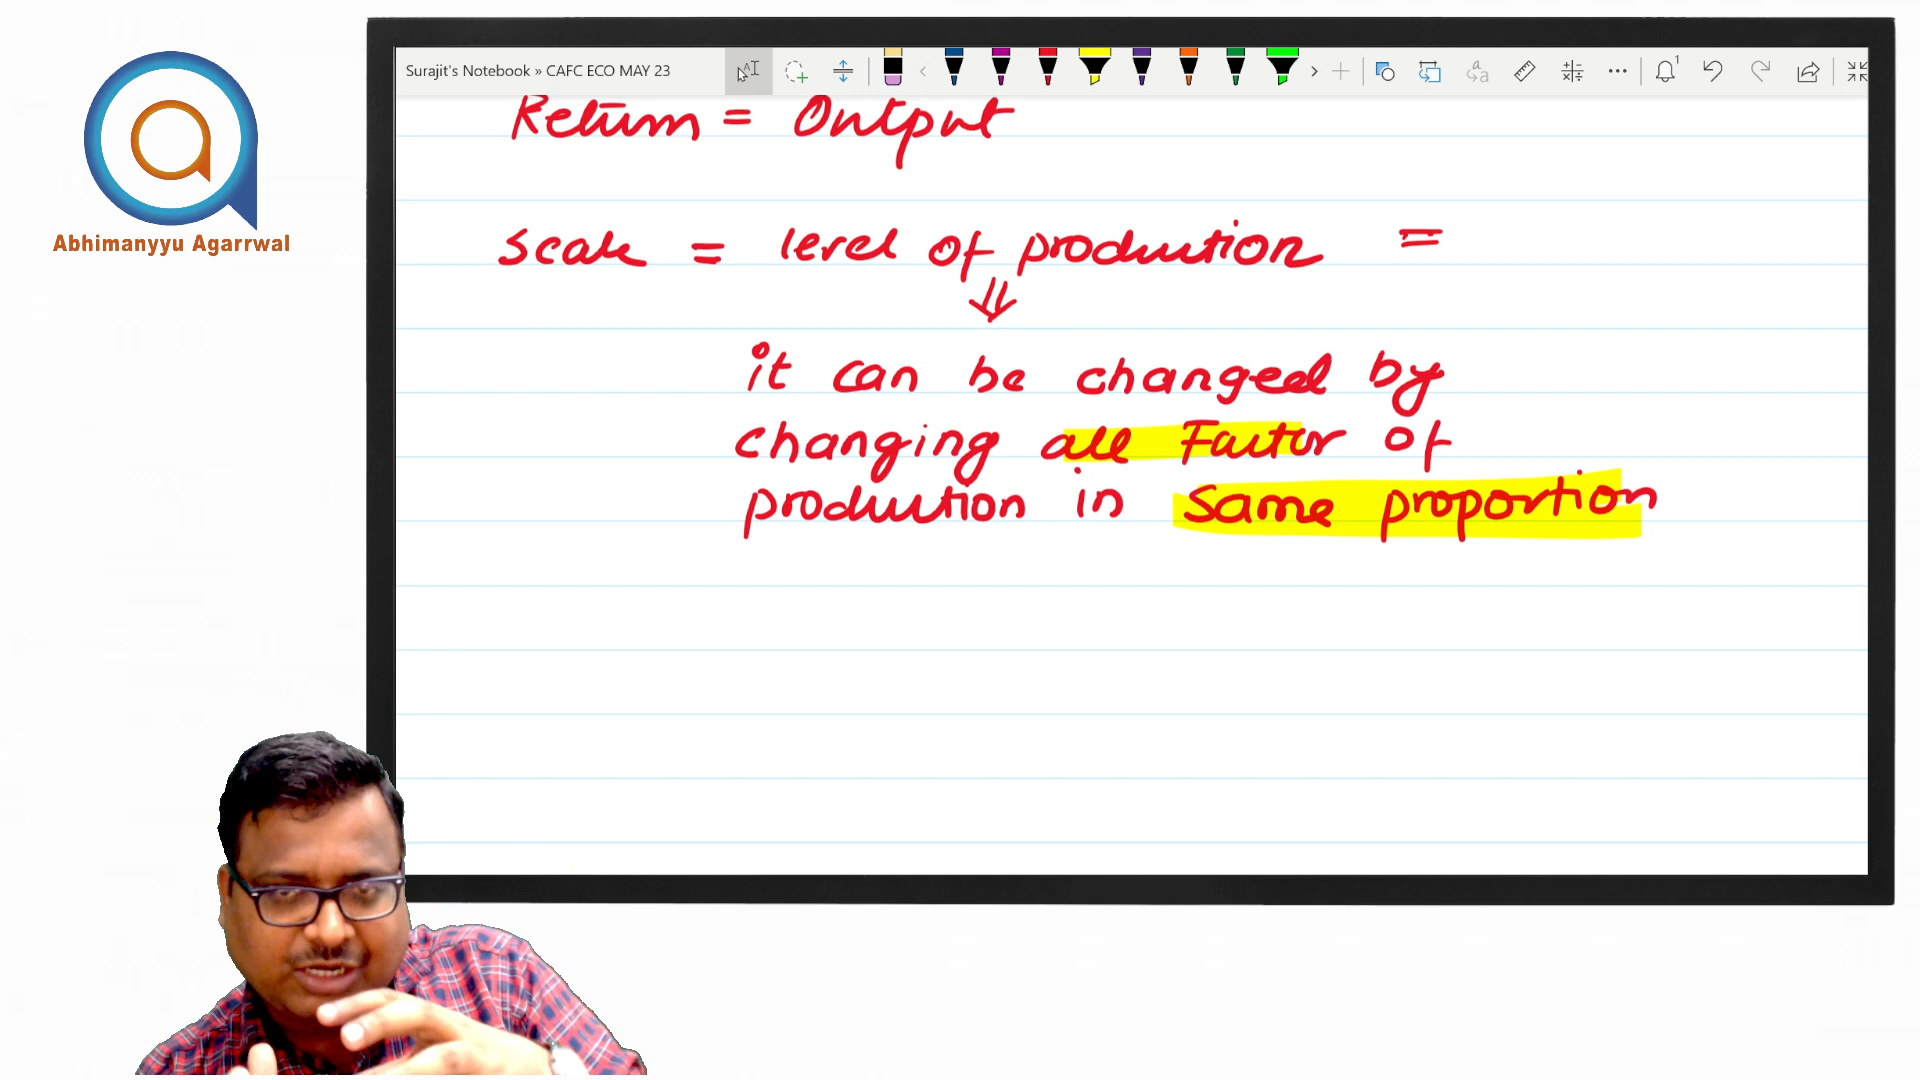 Surajit's Notebook » CAFC ECO MAY 23
Return = Output
Abhimanyyu Agarrwal
Scale = level of production =
it can be changed by
changing all Factor of
production in same proportion